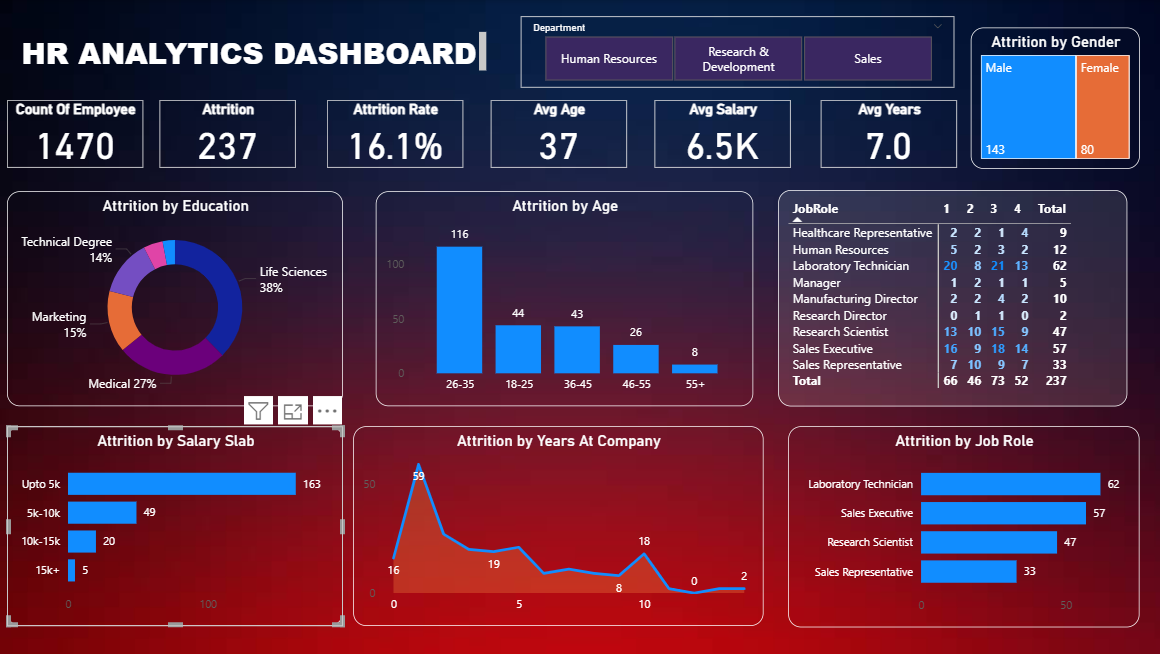 HR ANALYTICS DASHBOARD
Department
Human Resources
Research &
Development
Sales
Attrition by Gender
Male
Female
143
80
Count Of Employee
1470
Attrition
237
Attrition Rate
16.1%
Avg Age
37
Avg Salary
6.5K
Avg Years
7.0
Attrition by Education
Technical Degree
14%
Life Sciences
38%
Marketing
15%
Medical 27%
Attrition by Age
100
50
0
116
44
43
26
8
26-35 18-25 36-45 46-55 55+
JobRole 1 2 3 4 Total
Healthcare Representative 2 2 1 4 9
Human Resources 5 2 3 2 12
Laboratory Technician 20 8 21 13 62
Manager 1 2 1 1 5
Manufacturing Director 2 2 4 2 10
Research Director 0 1 1 0 2
Research Scientist 13 10 15 9 47
Sales Executive 16 9 18 14 57
Sales Representative 7 10 9 7 33
Total 66 46 73 52 237
Attrition by Salary Slab
Upto 5k 163
5k-10k 49
10k-15k 20
15k+ 5
0 100
Attrition by Years At Company
50
0
59
16
19
8
18
0
2
0 5 10
Attrition by Job Role
Laboratory Technician 62
Sales Executive 57
Research Scientist 47
Sales Representative 33
0 50